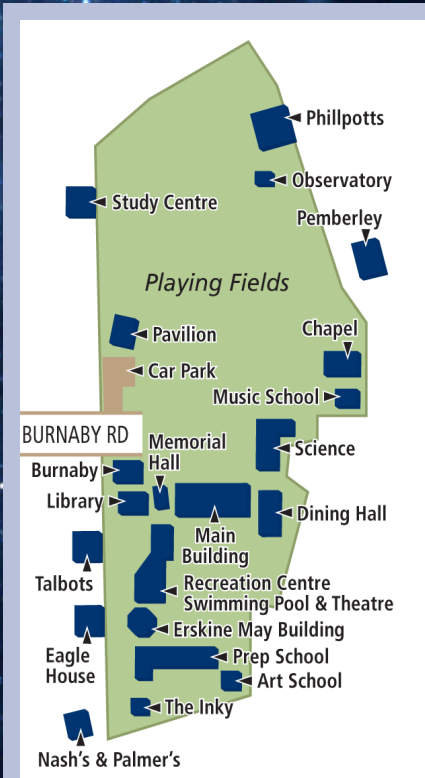 Phillpotts
Observatory
Study Centre
Pemberley
Playing Fields
Pavilion
Chapel
Car Park
Music School
BURNABY RD
Memorial
Hall
Science
Burnaby
Library
Dining Hall
Main
Building
Talbots
Recreation Centre
Swimming Pool & Theatre
Erskine May Building
Eagle
House
Prep School
Art School
The Inky
Nash's & Palmer's